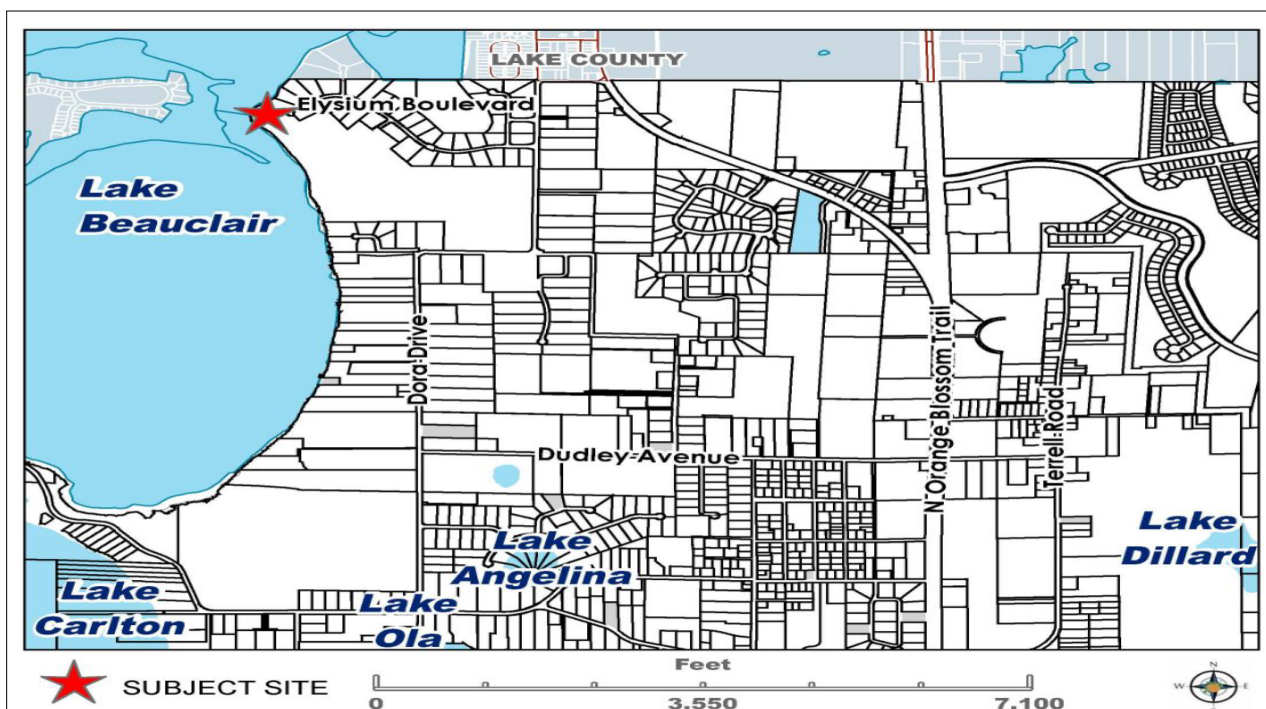 LAKE COUNTY
Elysium Boulevard
Lake
Beauclair
Dora Drive
N Orange Blossom Trail
Terrell Road
Dudley Avenue
Lake
Angelina
Lake
Dillard
Lake
Carlton
Lake
Ola
SUBJECT SITE
Feet
0 3,550 7,100
N
W E
S